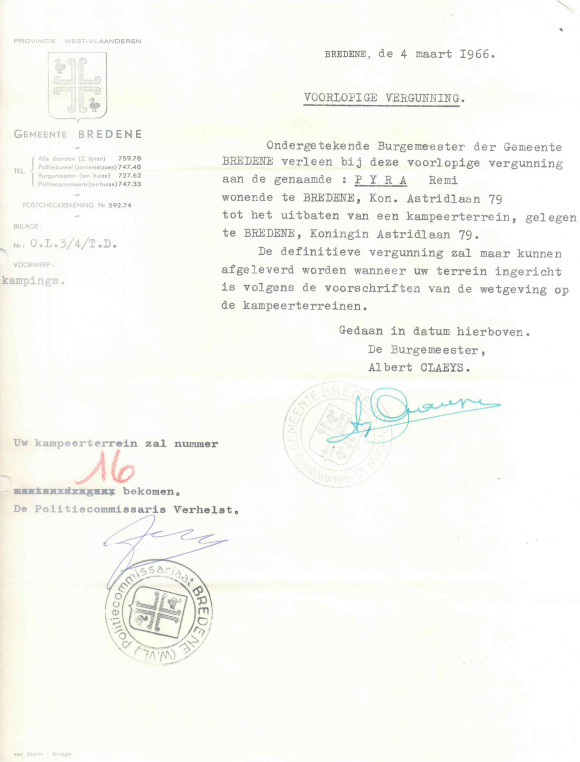 PROVINCIE WEST-VLAANDEREN
GEMEENTE BREDENE
TEL.
Alle diensten (2 lijnen) 759.78
Politiebureel (zomerseizoen) 747.48
Burgemeester (ten huize) 727.62
Politiecommissaris (ten huize) 747.33
POSTCHECKREKENING Nr 592.74
BIJLAGE:
Nr: O.L.3/4/T.D.
VOORWERP:
kampings.
BREDENE, de 4 maart 1966.
VOORLOPIGE VERGUNNING.
Ondergetekende Burgemeester der Gemeente
BREDENE verleen bij deze voorlopige vergunning
aan de genaamde : P Y R A Remi
wonende te BREDENE, Kon. Astridlaan 79
tot het uitbaten van een kampeerterrein, gelegen
te BREDENE, Koningin Astridlaan 79.
De definitieve vergunning zal maar kunnen
afgeleverd worden wanneer uw terrein ingericht
is volgens de voorschriften van de wetgeving op
de kampeerterreinen.
Gedaan in datum hierboven.
De Burgemeester,
Albert CLAEYS.
GEMEENTE BREDENE
Uw kampeerterrein zal nummer
16
bekomen.
De Politiecommissaris Verhelst.
Politiecommissariaat BREDENE (W.VL.)